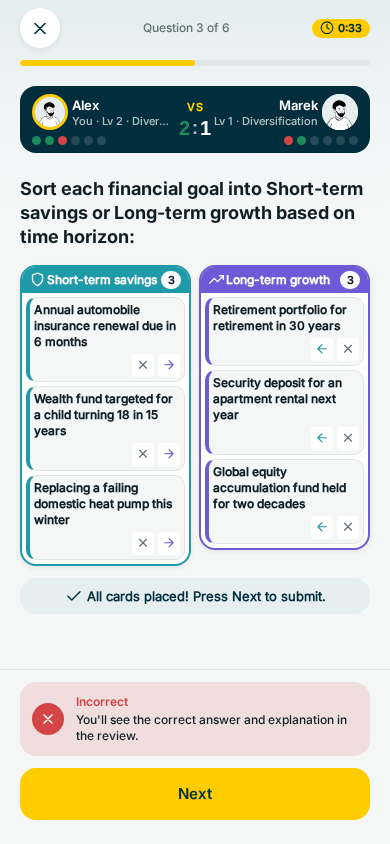 Question 3 of 6
0:33
Alex
You · Lv 2 · Diver...
VS
2:1
Marek
Lv 1 · Diversification
Sort each financial goal into Short-term
savings or Long-term growth based on
time horizon:
Short-term savings 3
Annual automobile
insurance renewal due in
6 months
Wealth fund targeted for
a child turning 18 in 15
years
Replacing a failing
domestic heat pump this
winter
Long-term growth 3
Retirement portfolio for
retirement in 30 years
Security deposit for an
apartment rental next
year
Global equity
accumulation fund held
for two decades
All cards placed! Press Next to submit.
Incorrect
You'll see the correct answer and explanation in
the review.
Next